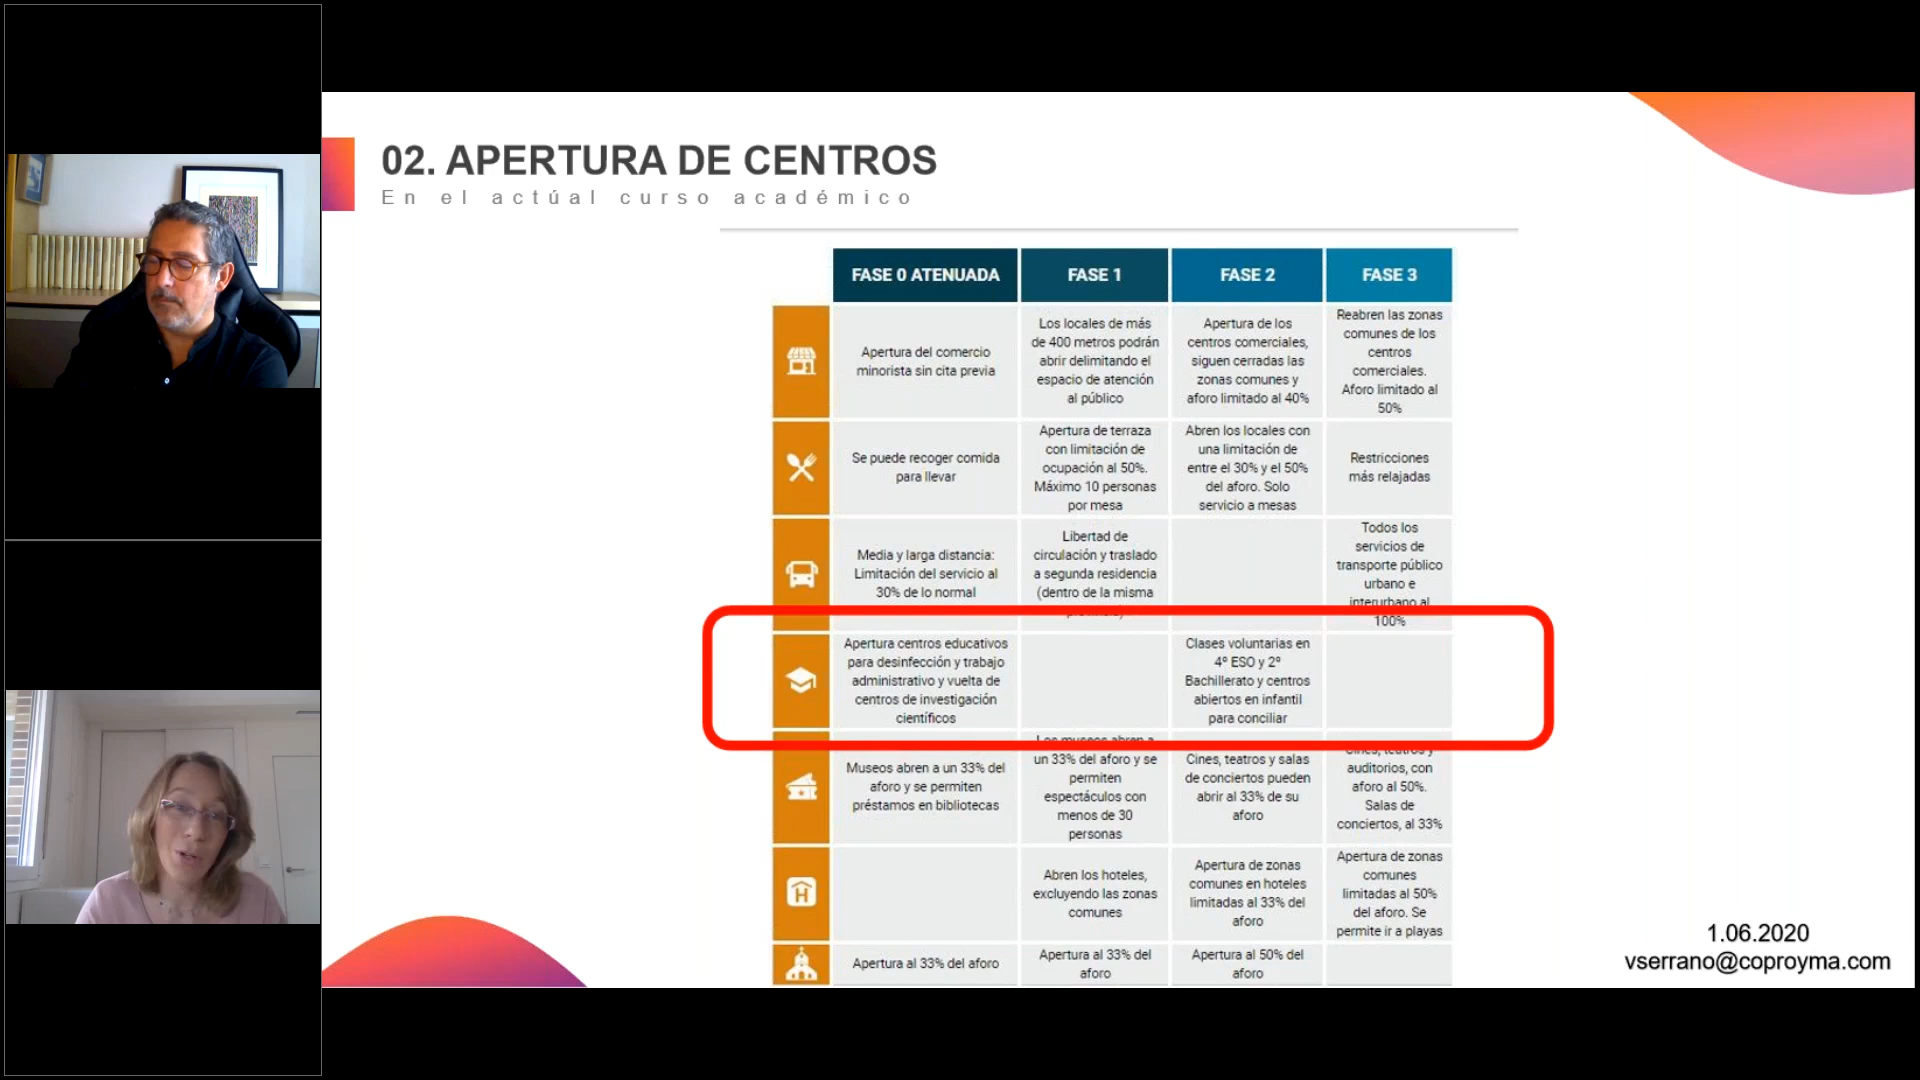 02. APERTURA DE CENTROS
En el actúal curso académico
FASE 0 ATENUADA
FASE 1
FASE 2
FASE 3
Apertura del comercio
minorista sin cita previa
Los locales de más
de 400 metros podrán
abrir delimitando el
espacio de atención
al público
Apertura de los
centros comerciales,
siguen cerradas las
zonas comunes y
aforo limitado al 40%
Reabren las zonas
comunes de los
centros
comerciales.
Aforo limitado al
50%
Se puede recoger comida
para llevar
Apertura de terraza
con limitación de
ocupación al 50%.
Máximo 10 personas
por mesa
Abren los locales con
una limitación de
entre el 30% y el 50%
del aforo. Solo
servicio a mesas
Restricciones
más relajadas
Media y larga distancia:
Limitación del servicio al
30% de lo normal
Libertad de
circulación y traslado
a segunda residencia
(dentro de la misma
Todos los
servicios de
transporte público
urbano e
interurbano al
100%
Apertura centros educativos
para desinfección y trabajo
administrativo y vuelta de
centros de investigación
científicos
Clases voluntarias en
4º ESO y 2º
Bachillerato y centros
abiertos en infantil
para conciliar
Museos abren a un 33% del
aforo y se permiten
préstamos en bibliotecas
Los museos abren a
un 33% del aforo y se
permiten
espectáculos con
menos de 30
personas
Cines, teatros y salas
de conciertos pueden
abrir al 33% de su
aforo
Cines, teatros y
auditorios, con
aforo al 50%.
Salas de
conciertos, al 33%
Abren los hoteles,
excluyendo las zonas
comunes
Apertura de zonas
comunes en hoteles
limitadas al 33% del
aforo
Apertura de zonas
comunes
limitadas al 50%
del aforo. Se
permite ir a playas
Apertura al 33% del aforo
Apertura al 33% del
aforo
Apertura al 50% del
aforo
1.06.2020
vserrano@coproyma.com